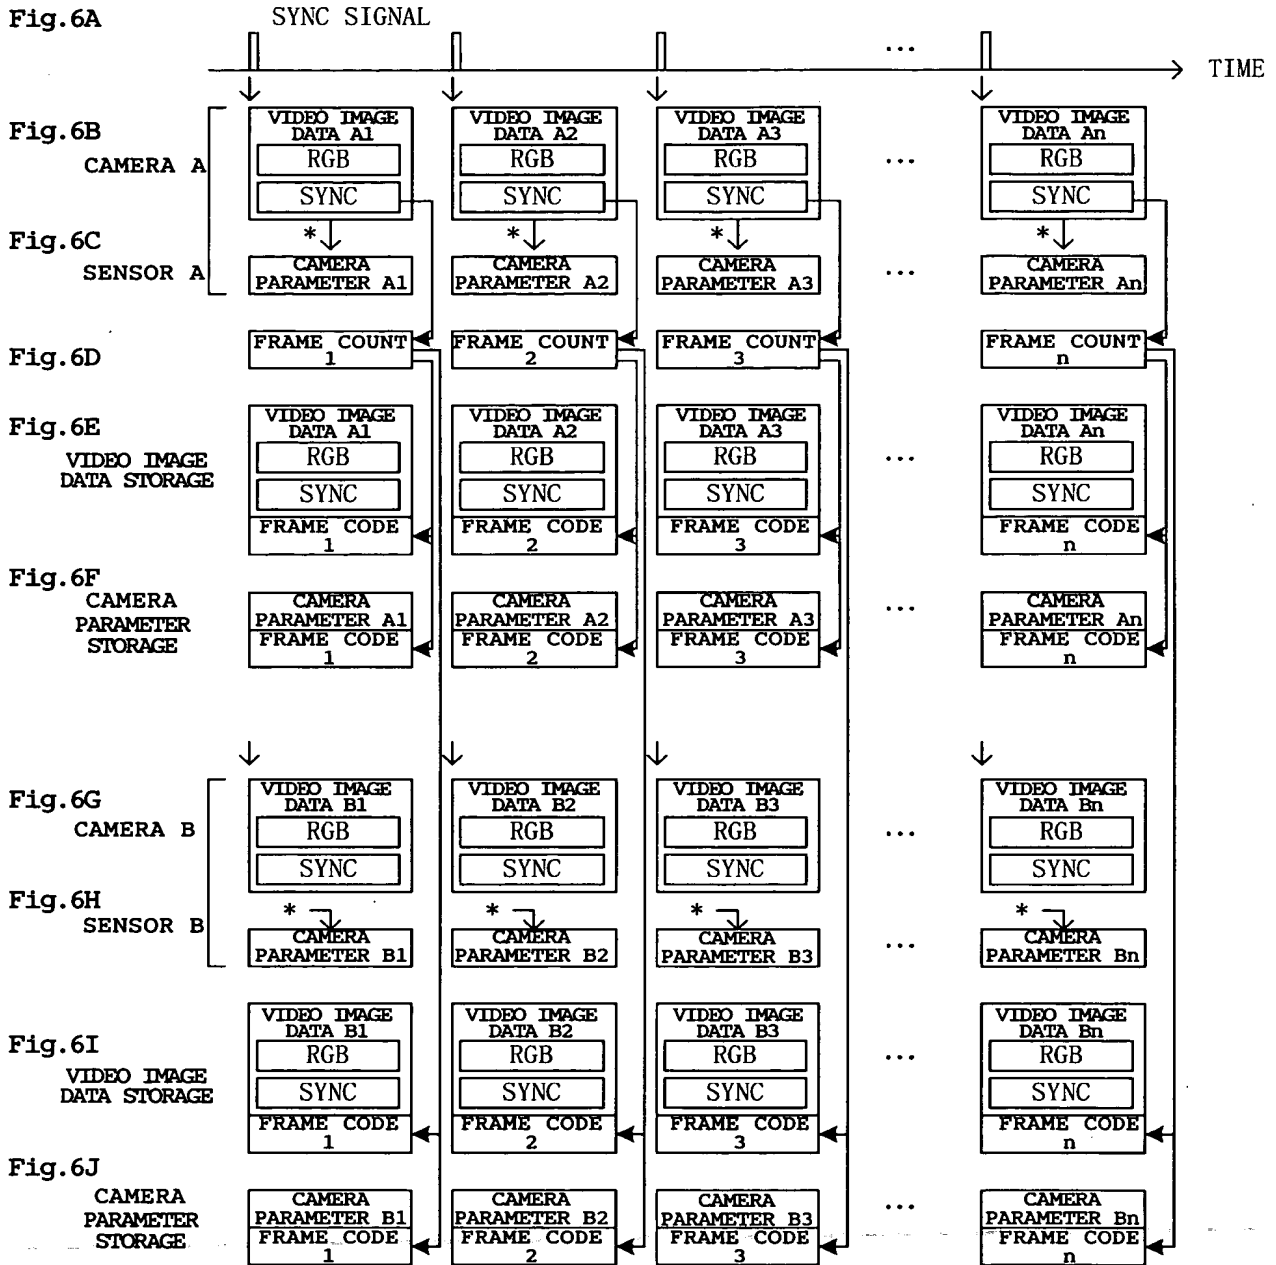 Fig.6A
SYNC SIGNAL
... 
TIME
Fig.6B
CAMERA A
VIDEO IMAGE VIDEO IMAGE VIDEO IMAGE VIDEO IMAGE
DATA A1 DATA A2 DATA A3 DATA An
RGB RGB RGB ... RGB
SYNC SYNC SYNC SYNC
* * * *
Fig.6C
SENSOR A
CAMERA CAMERA CAMERA CAMERA
PARAMETER A1 PARAMETER A2 PARAMETER A3 ... PARAMETER An
Fig.6D
FRAME COUNT FRAME COUNT FRAME COUNT FRAME COUNT
1 2 3 n
Fig.6E
VIDEO IMAGE
DATA STORAGE
VIDEO IMAGE VIDEO IMAGE VIDEO IMAGE VIDEO IMAGE
DATA A1 DATA A2 DATA A3 DATA An
RGB RGB RGB ... RGB
SYNC SYNC SYNC SYNC
FRAME CODE FRAME CODE FRAME CODE FRAME CODE
1 2 3 n
Fig.6F
CAMERA
PARAMETER
STORAGE
CAMERA CAMERA CAMERA ... CAMERA
PARAMETER A1 PARAMETER A2 PARAMETER A3 PARAMETER An
FRAME CODE FRAME CODE FRAME CODE FRAME CODE
1 2 3 n
Fig.6G
CAMERA B
VIDEO IMAGE VIDEO IMAGE VIDEO IMAGE VIDEO IMAGE
DATA B1 DATA B2 DATA B3 DATA Bn
RGB RGB RGB ... RGB
SYNC SYNC SYNC SYNC
Fig.6H
SENSOR B
* * * *
CAMERA CAMERA CAMERA CAMERA
PARAMETER B1 PARAMETER B2 PARAMETER B3 ... PARAMETER Bn
Fig.6I
VIDEO IMAGE
DATA STORAGE
VIDEO IMAGE VIDEO IMAGE VIDEO IMAGE VIDEO IMAGE
DATA B1 DATA B2 DATA B3 DATA Bn
RGB RGB RGB ... RGB
SYNC SYNC SYNC SYNC
FRAME CODE FRAME CODE FRAME CODE FRAME CODE
1 2 3 n
Fig.6J
CAMERA
PARAMETER
STORAGE
CAMERA CAMERA CAMERA ... CAMERA
PARAMETER B1 PARAMETER B2 PARAMETER B3 PARAMETER Bn
FRAME CODE FRAME CODE FRAME CODE FRAME CODE
1 2 3 n